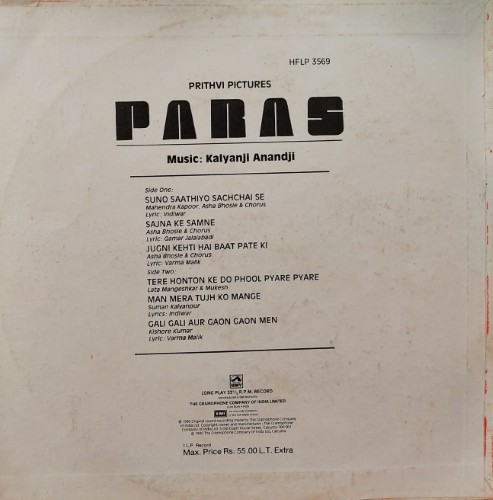 HFLP 3569
PRITHVI PICTURES
PARAS
Music: Kalyanji Anandji
Side One:
SUNO SAATHIYO SACHCHAI SE
Mahendra Kapoor, Asha Bhosle & Chorus
Lyric: Vidiwar
SAJNA KE SAMNE
Asha Bhosle & Chorus
Lyric: Qamar Jalalabadi
JUGNI KEHTI HAI BAAT PATE KI
Asha Bhosle & Chorus
Lyric: Varma Malik
Side Two:
TERE HONTON KE DO PHOOL PYARE PYARE
Lata Mangeshkar & Mukesh
MAN MERA TUJH KO MANGE
Suman Kalyanpur
Lyrics: Indiwar
GALI GALI AUR GAON GAON MEN
Kishore Kumar
Lyric: Varma Malik
LONG PLAY 33⅓ R.P.M. RECORD
THE GRAMOPHONE COMPANY OF INDIA LIMITED
EMI
1 L.P. Record
Max. Price Rs. 55.00 L.T. Extra